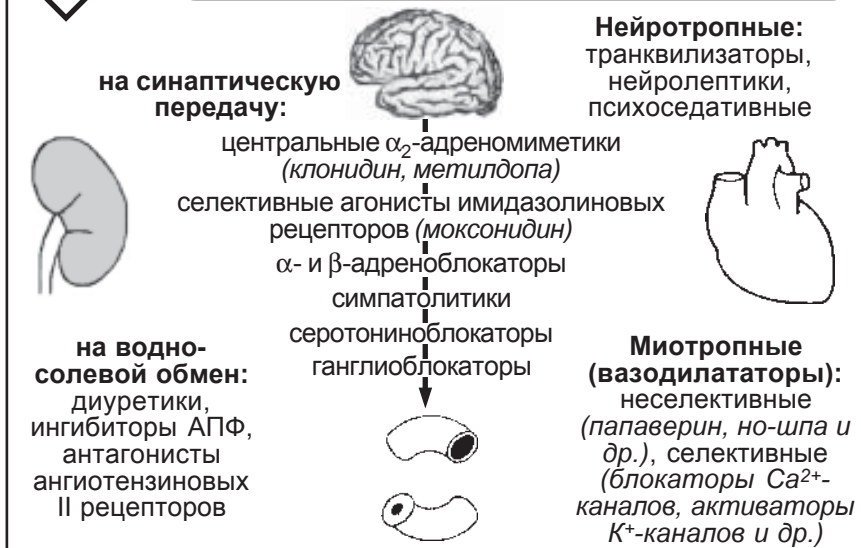 Нейротропные:
транквилизаторы,
нейролептики,
психоседативные
на синаптическую
передачу:
центральные α₂-адреномиметики
(клонидин, метилдопа)
селективные агонисты имидазолиновых
рецепторов (моксонидин)
α- и β-адреноблокаторы
симпатолитики
серотониноблокаторы
ганглиоблокаторы
на водно-
солевой обмен:
диуретики,
ингибиторы АПФ,
антагонисты
ангиотензиновых
II рецепторов
Миотропные
(вазодилататоры):
неселективные
(папаверин, но-шпа и
др.), селективные
(блокаторы Ca²⁺-
каналов, активаторы
К⁺-каналов и др.)